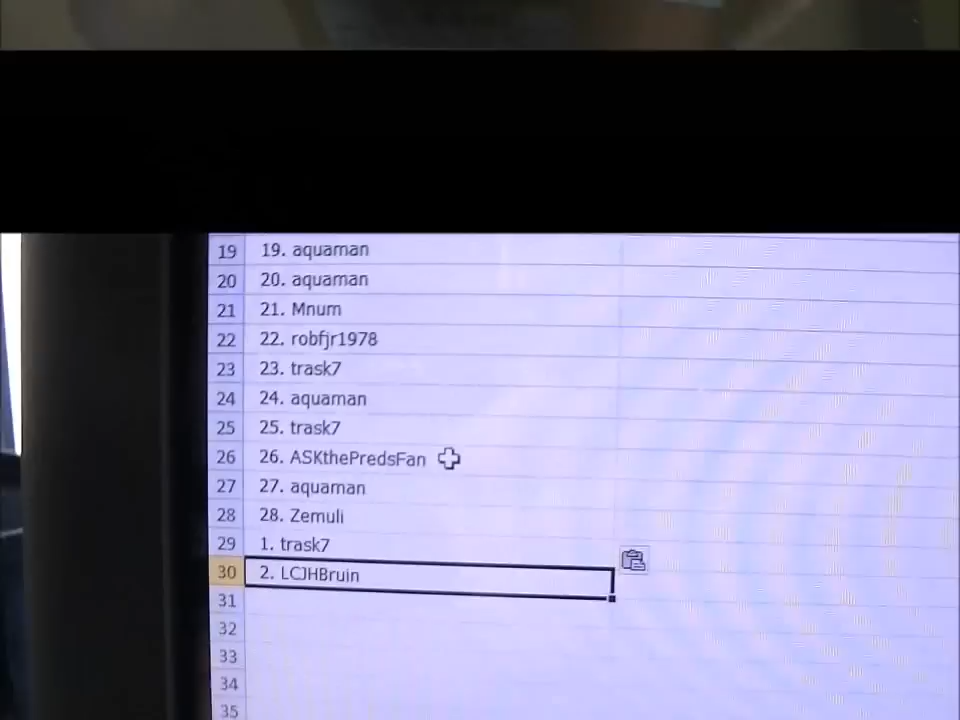 19 19. aquaman
20 20. aquaman
21 21. Mnum
22 22. robfjr1978
23 23. trask7
24 24. aquaman
25 25. trask7
26 26. ASKthePredsFan
27 27. aquaman
28 28. Zemuli
29 1. trask7
30 2. LCJHBruin
31
32
33
34
35